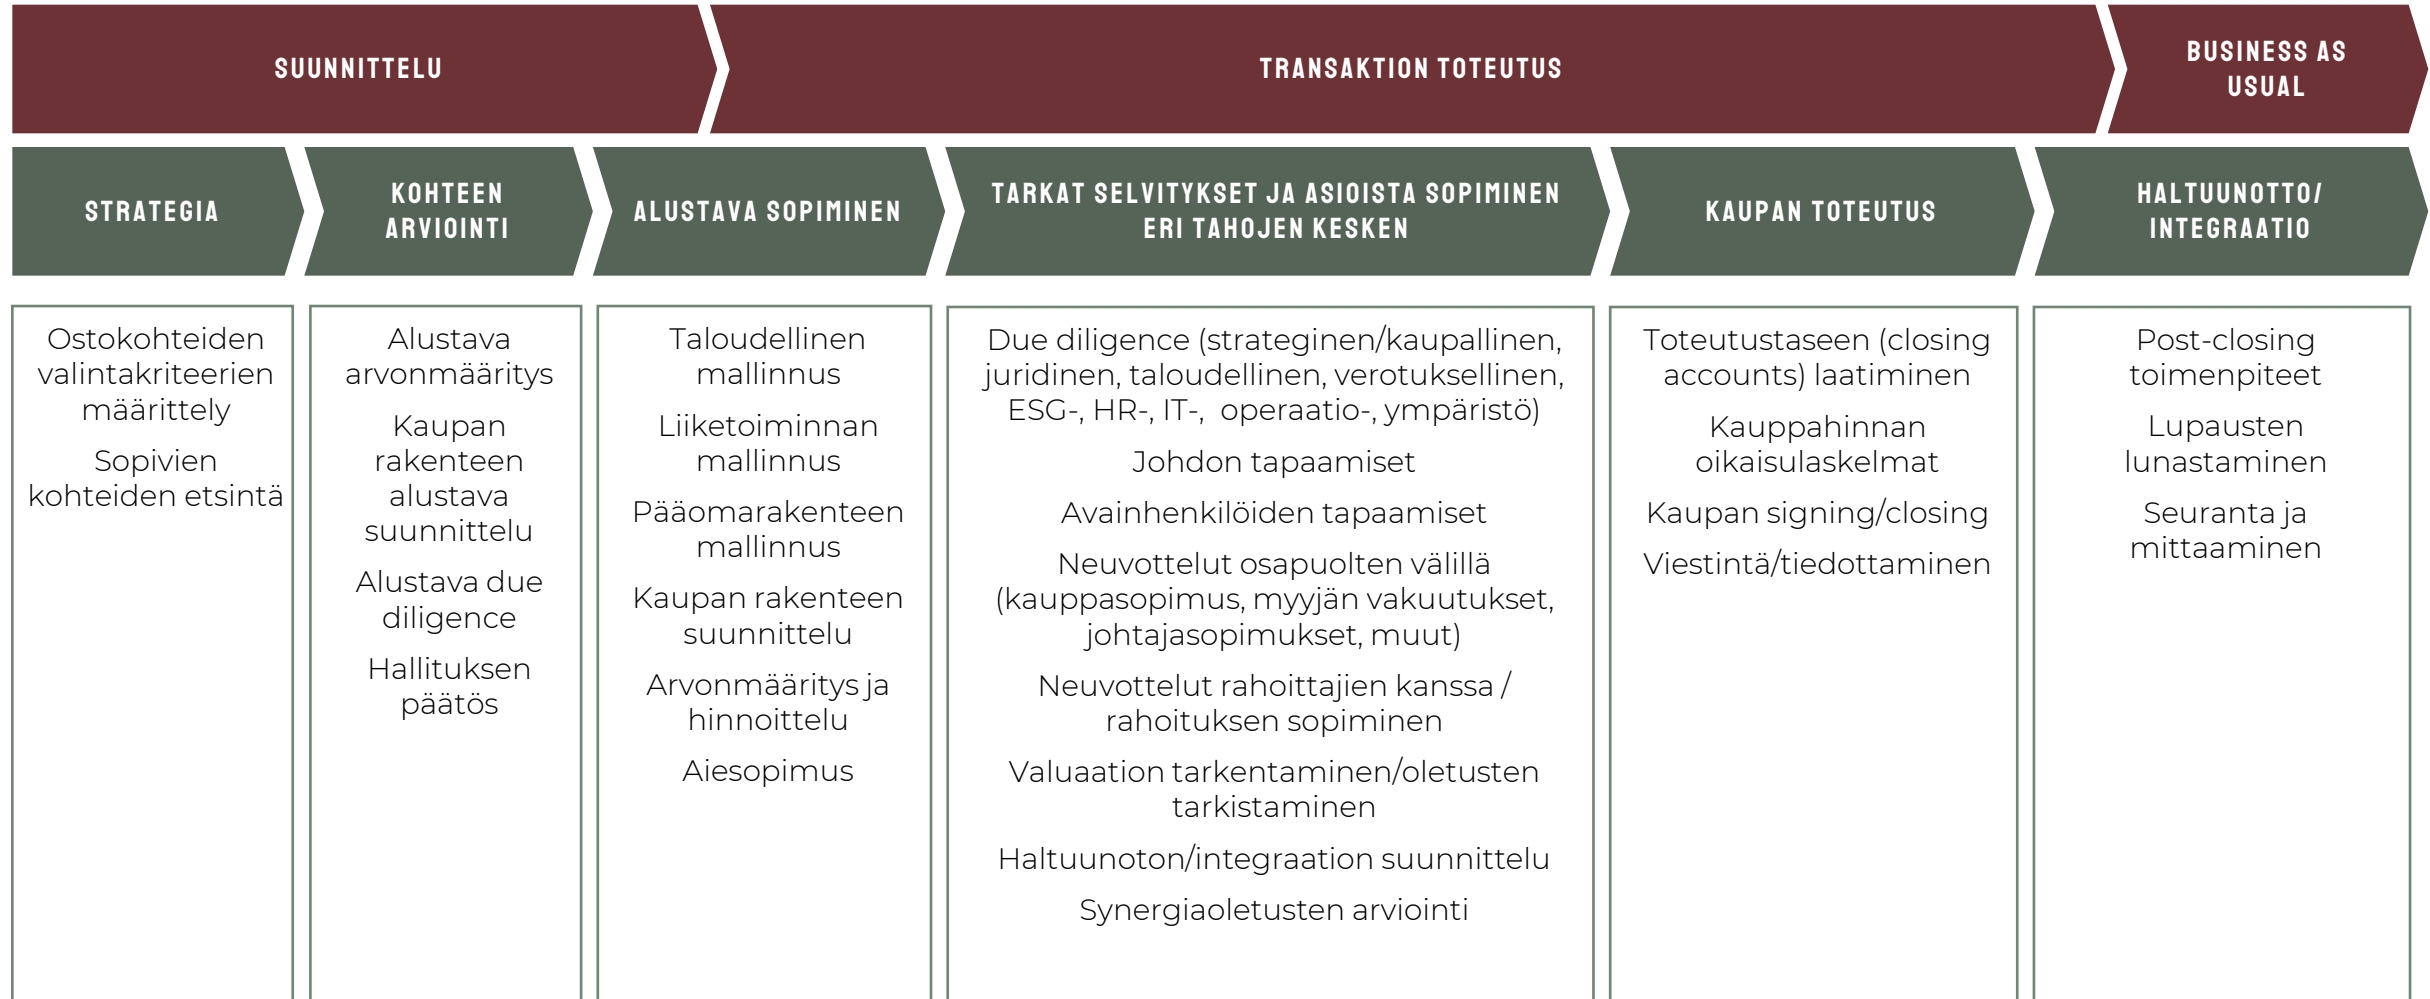 SUUNNITTELU
TRANSAKTION TOTEUTUS
BUSINESS AS
USUAL
STRATEGIA
KOHTEEN
ARVIOINTI
ALUSTAVA SOPIMINEN
TARKAT SELVITYKSET JA ASIOISTA SOPIMINEN
ERI TAHOJEN KESKEN
KAUPAN TOTEUTUS
HALTUUNOTTO/
INTEGRAATIO
Ostokohteiden
valintakriteerien
määrittely
Sopivien
kohteiden etsintä
Alustava
arvonmääritys
Kaupan
rakenteen
alustava
suunnittelu
Alustava due
diligence
Hallituksen
päätös
Taloudellinen
mallinnus
Liiketoiminnan
mallinnus
Pääomarakenteen
mallinnus
Kaupan rakenteen
suunnittelu
Arvonmääritys ja
hinnoittelu
Aiesopimus
Due diligence (strateginen/kaupallinen,
juridinen, taloudellinen, verotuksellinen,
ESG-, HR-, IT-, operaatio-, ympäristö)
Johdon tapaamiset
Avainhenkilöiden tapaamiset
Neuvottelut osapuolten välillä
(kauppasopimus, myyjän vakuutukset,
johtajasopimukset, muut)
Neuvottelut rahoittajien kanssa /
rahoituksen sopiminen
Valuaation tarkentaminen/oletusten
tarkistaminen
Haltuunoton/integraation suunnittelu
Synergiaoletusten arviointi
Toteutustaseen (closing
accounts) laatiminen
Kauppahinnan
oikaisulaskelmat
Kaupan signing/closing
Viestintä/tiedottaminen
Post-closing
toimenpiteet
Lupausten
lunastaminen
Seuranta ja
mittaaminen